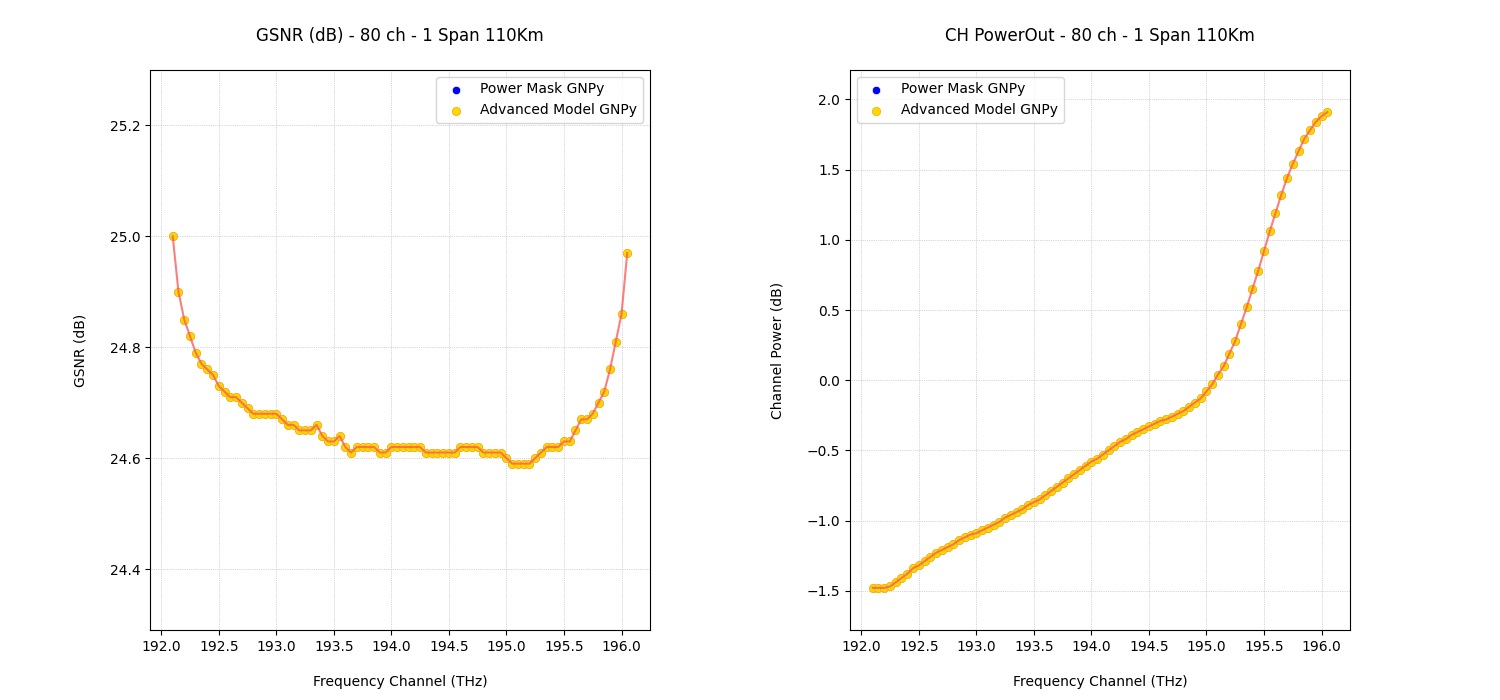 GSNR (dB) - 80 ch - 1 Span 110Km
Power Mask GNPy
Advanced Model GNPy
25.2
25.0
24.8
24.6
24.4
GSNR (dB)
192.0 192.5 193.0 193.5 194.0 194.5 195.0 195.5 196.0
Frequency Channel (THz)
CH PowerOut - 80 ch - 1 Span 110Km
Power Mask GNPy
Advanced Model GNPy
2.0
1.5
1.0
0.5
0.0
−0.5
−1.0
−1.5
Channel Power (dB)
192.0 192.5 193.0 193.5 194.0 194.5 195.0 195.5 196.0
Frequency Channel (THz)